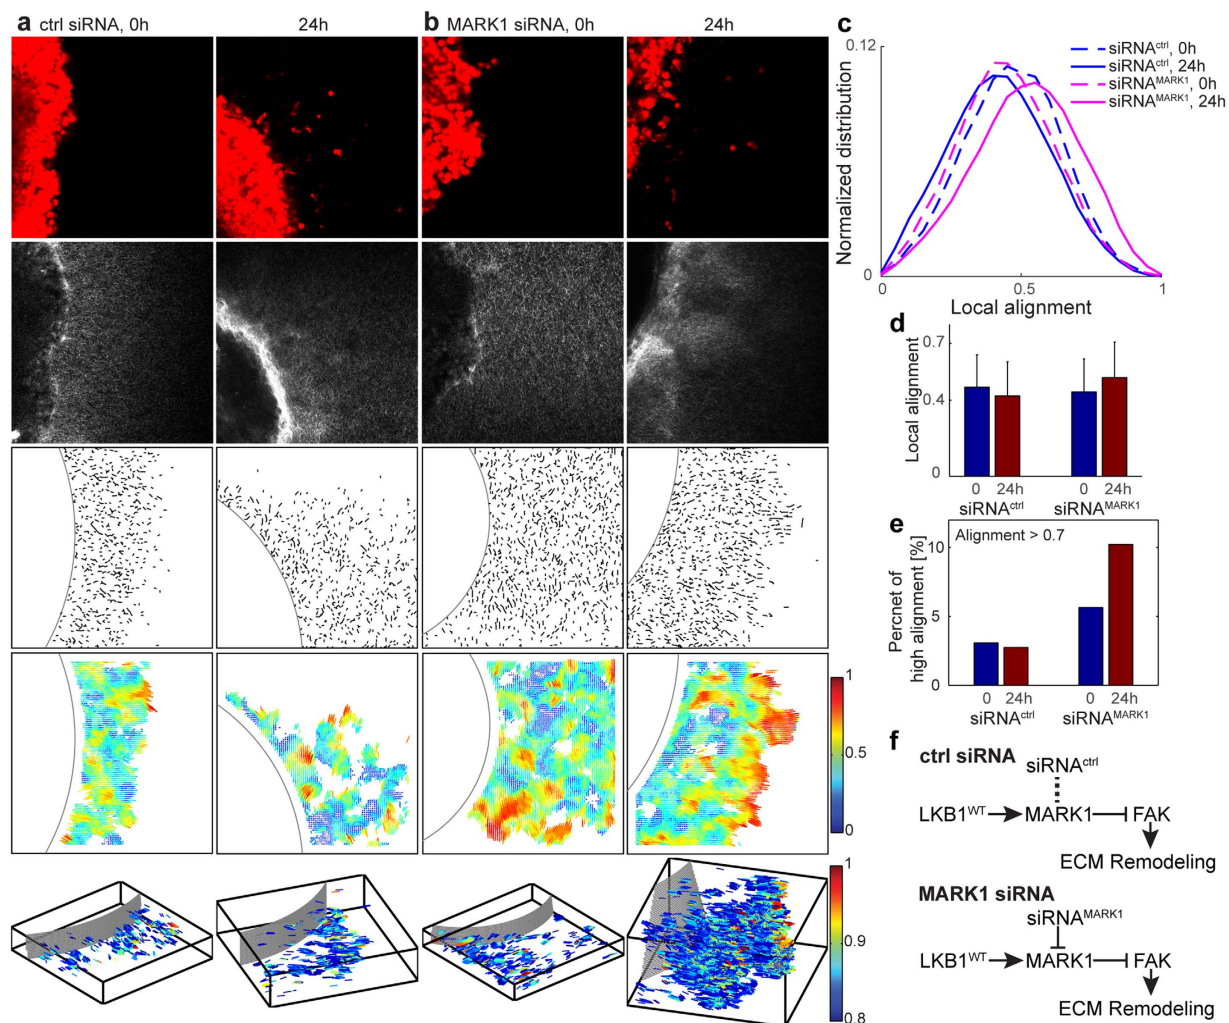 a ctrl siRNA, 0h
24h
b MARK1 siRNA, 0h
24h
c
0.12
Normalized distribution
0
0
0.5
1
Local alignment
siRNActrl, 0h
siRNActrl, 24h
siRNAMARK1, 0h
siRNAMARK1, 24h
d
0.7
0.4
0
Local alignment
0 24h
siRNActrl
0 24h
siRNAMARK1
e
Alignment > 0.7
10
5
0
Percnet of
high alignment [%]
0 24h
siRNActrl
0 24h
siRNAMARK1
1
0.5
0
1
0.9
0.8
f
ctrl siRNA
siRNActrl
LKB1WT MARK1 FAK
ECM Remodeling
MARK1 siRNA
siRNAMARK1
LKB1WT MARK1 FAK
ECM Remodeling